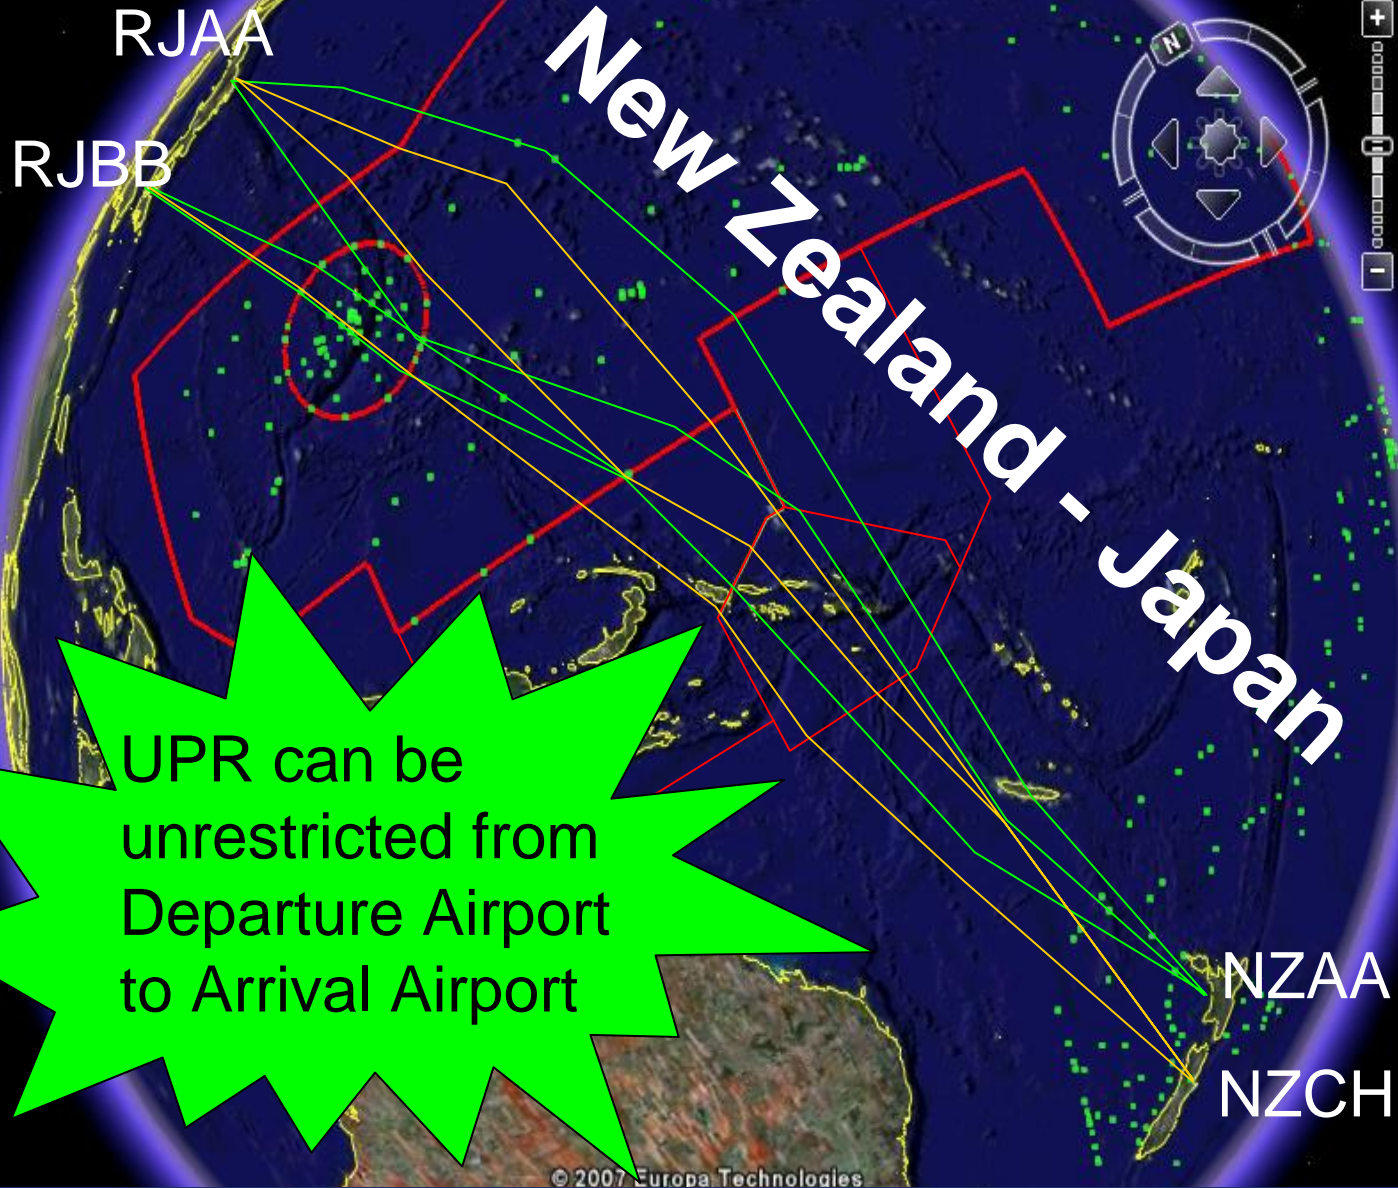 RJAA
RJBB
New Zealand - Japan
N
+
-
UPR can be
unrestricted from
Departure Airport
to Arrival Airport
NZAA
NZCH
© 2007 Europa Technologies